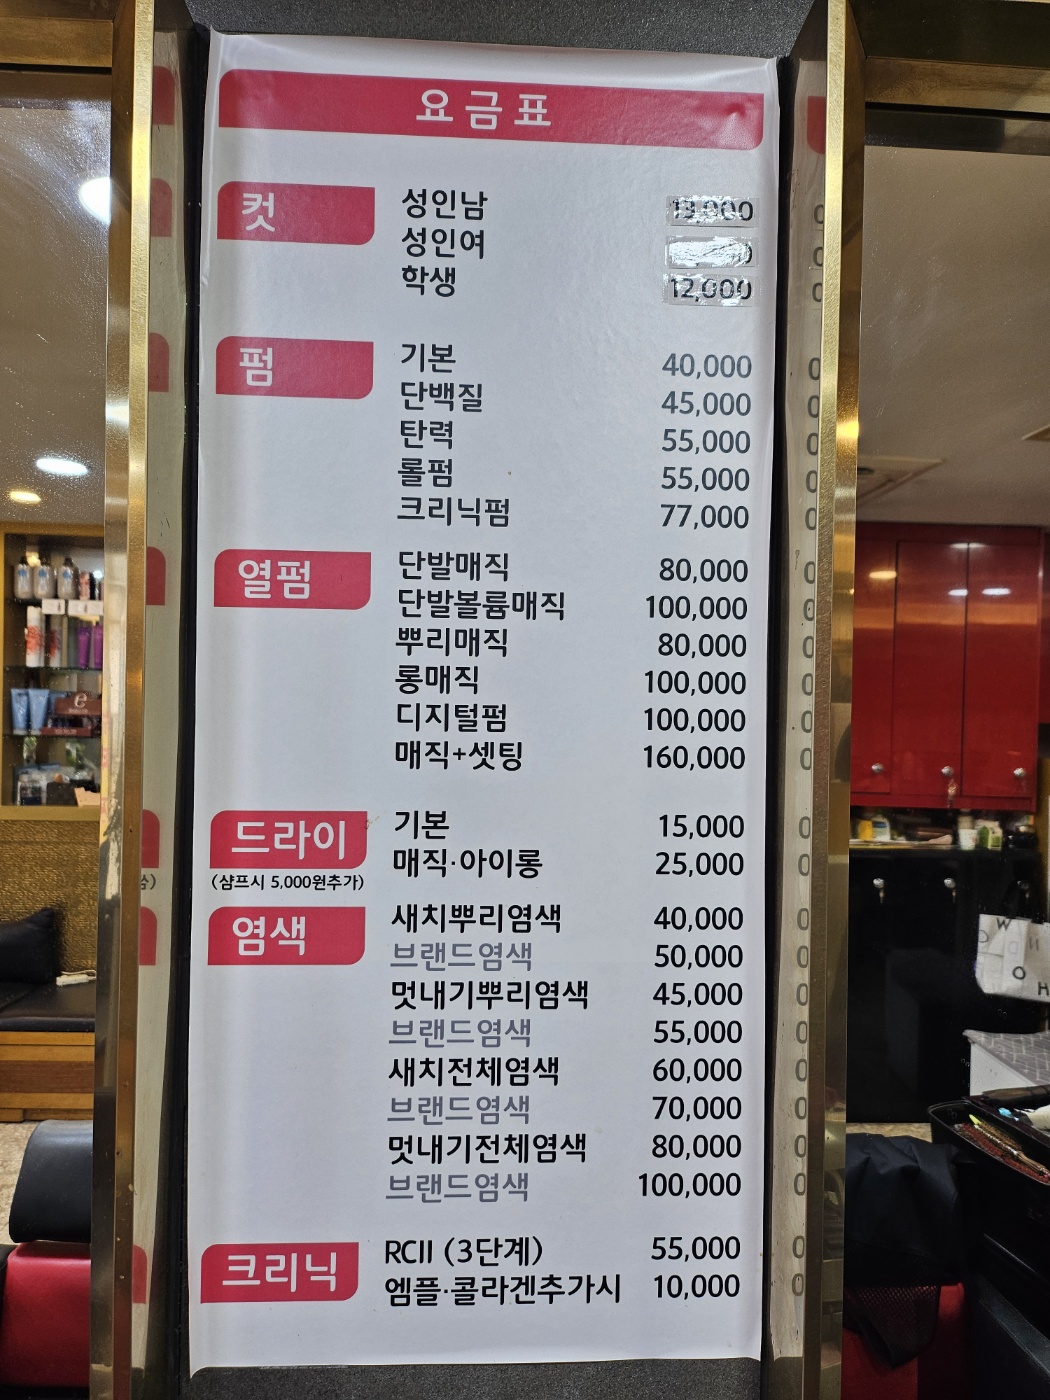 요금표
컷
성인남
성인여
학생 12,000
펌
기본 40,000
단백질 45,000
탄력 55,000
롤펌 55,000
크리닉펌 77,000
열펌
단발매직 80,000
단발볼륨매직 100,000
뿌리매직 80,000
롱매직 100,000
디지털펌 100,000
매직+셋팅 160,000
드라이
(샴프시 5,000원추가)
기본 15,000
매직·아이롱 25,000
염색
새치뿌리염색 40,000
브랜드염색 50,000
멋내기뿌리염색 45,000
브랜드염색 55,000
새치전체염색 60,000
브랜드염색 70,000
멋내기전체염색 80,000
브랜드염색 100,000
크리닉
RCII (3단계) 55,000
엠플·콜라겐추가시 10,000